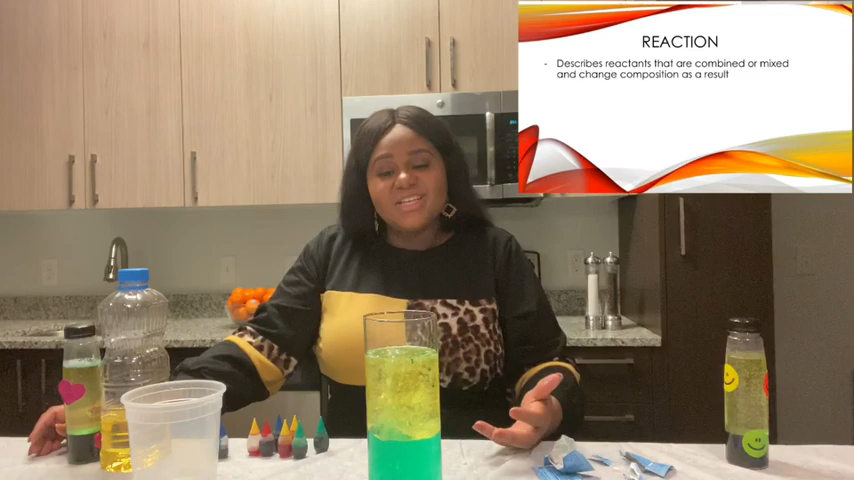 REACTION
- Describes reactants that are combined or mixed
and change composition as a result